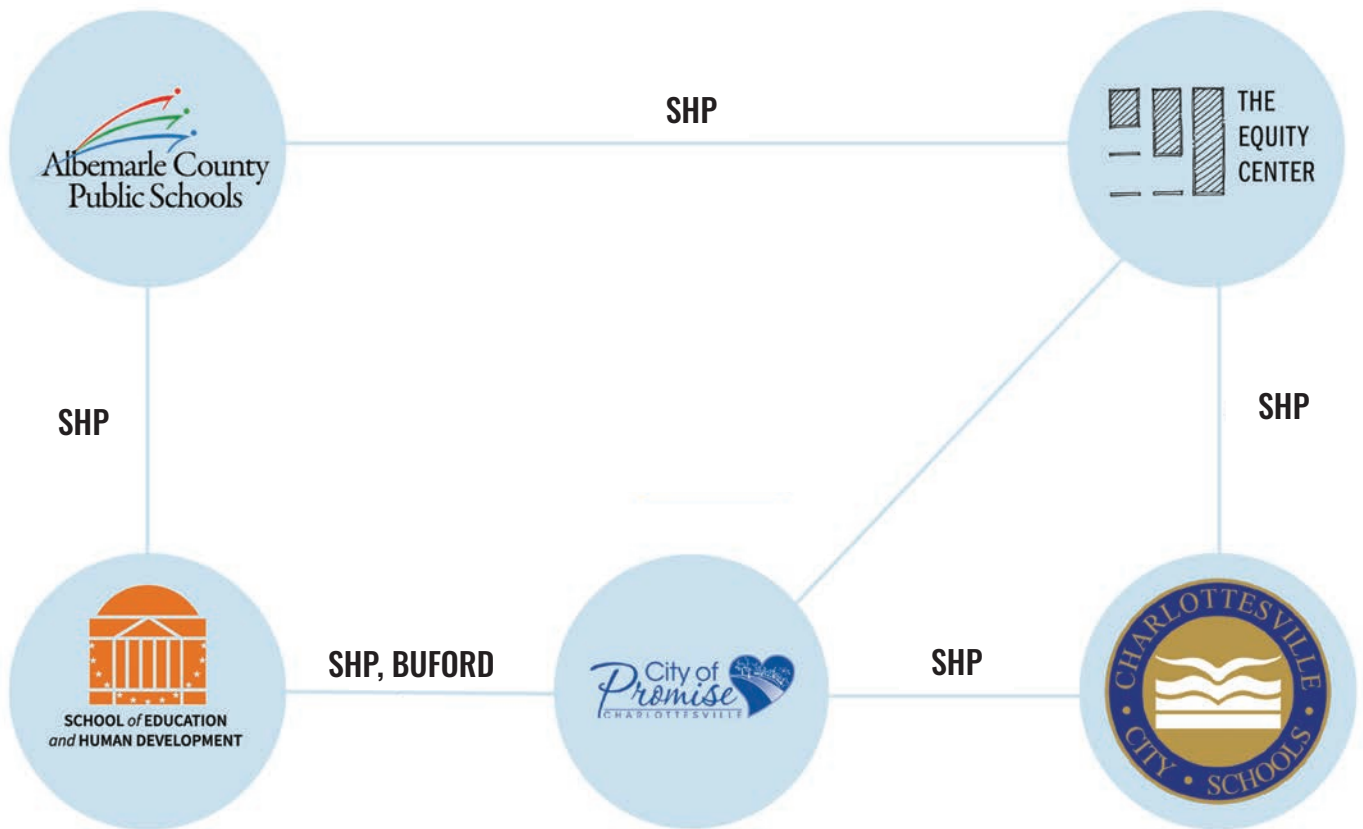 SHP
Albemarle County
Public Schools
THE
EQUITY
CENTER
SHP
SHP
SCHOOL of EDUCATION
and HUMAN DEVELOPMENT
SHP, BUFORD
City of
Promise
CHARLOTTESVILLE
SHP
CHARLOTTESVILLE
• CITY • SCHOOLS •